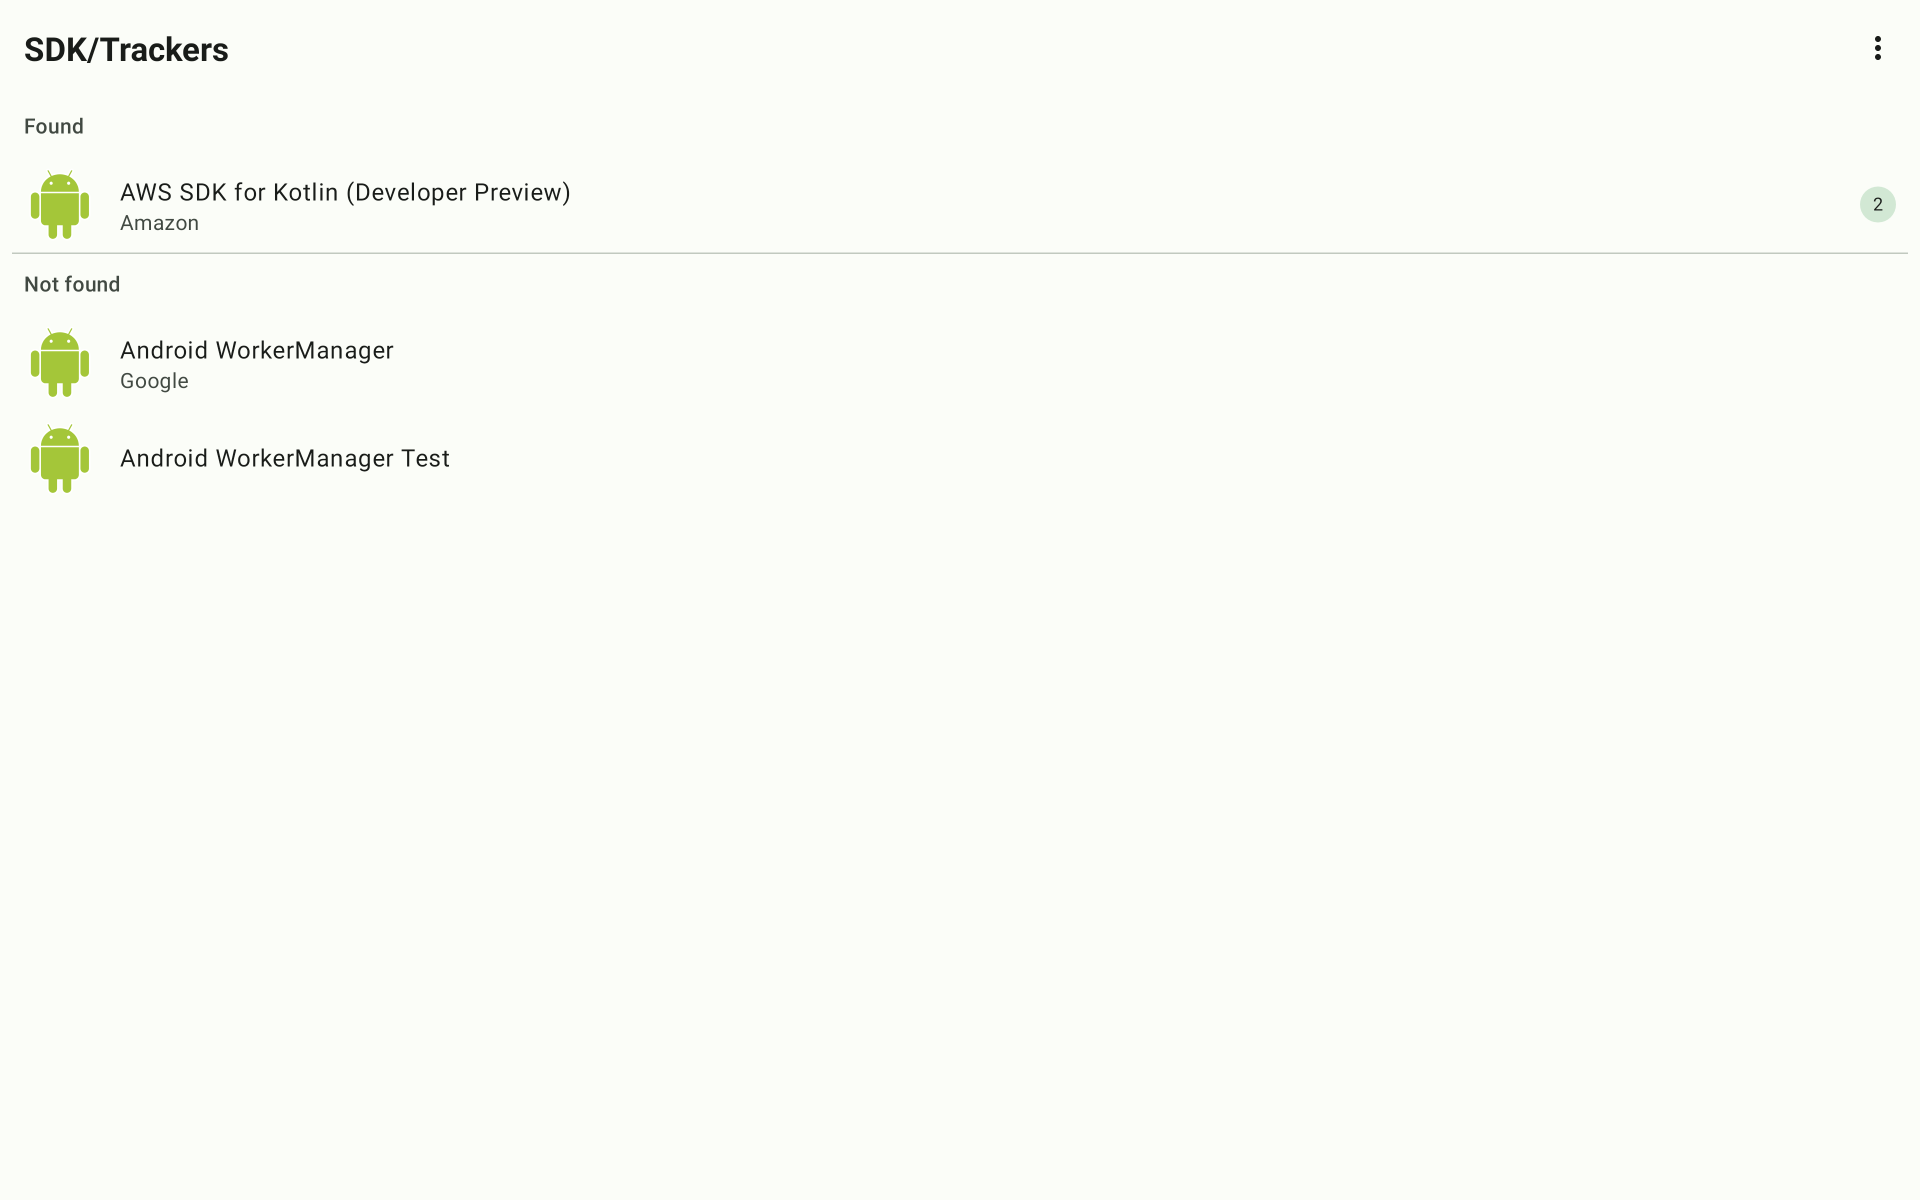 SDK/Trackers
Found
AWS SDK for Kotlin (Developer Preview)
Amazon
2
Not found
Android WorkerManager
Google
Android WorkerManager Test